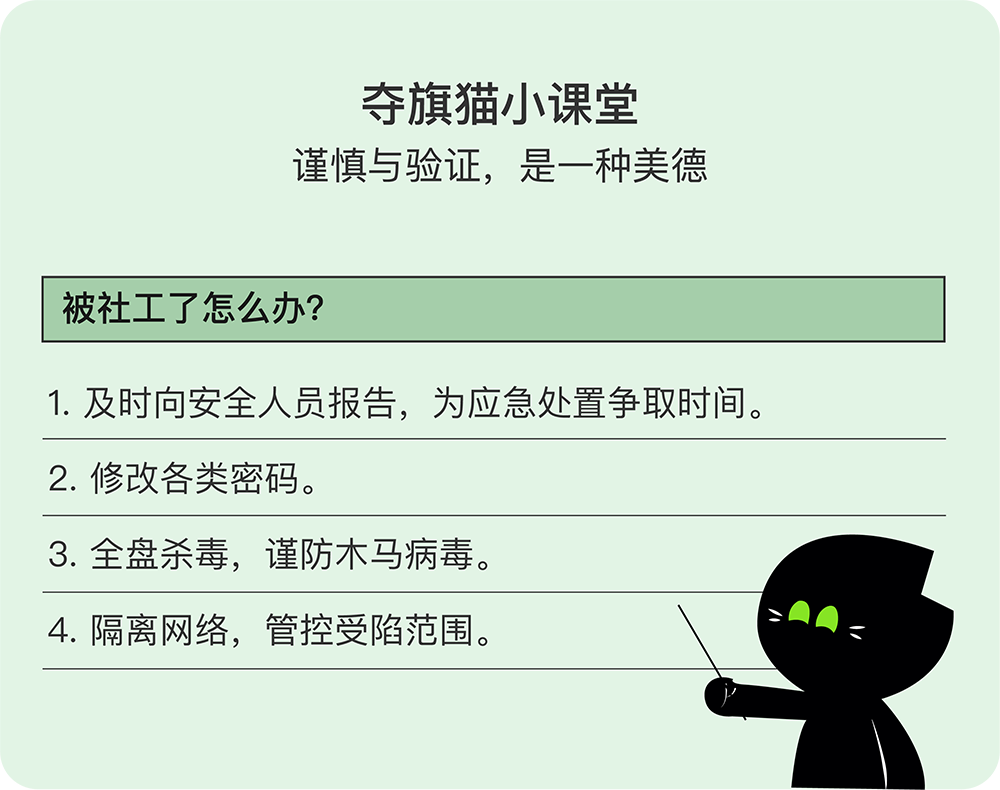 夺旗猫小课堂
谨慎与验证，是一种美德
被社工了怎么办？
1. 及时向安全人员报告，为应急处置争取时间。
2. 修改各类密码。
3. 全盘杀毒，谨防木马病毒。
4. 隔离网络，管控受陷范围。